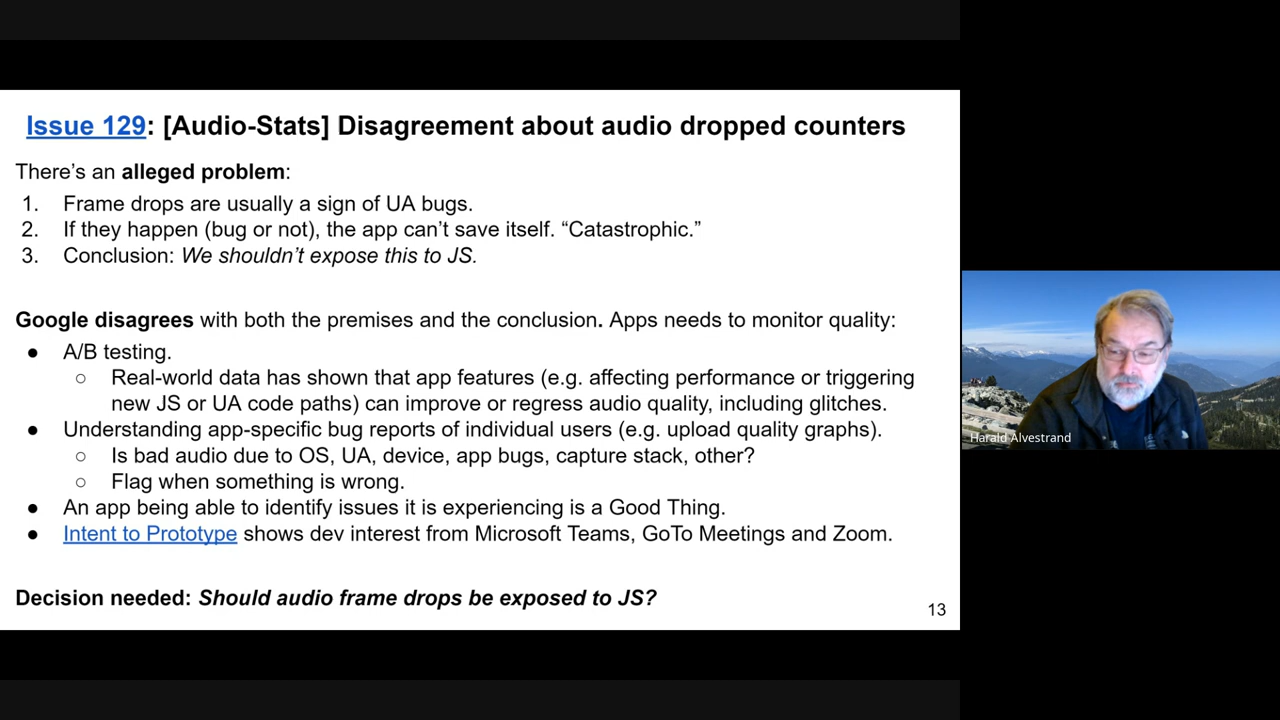 Issue 129: [Audio-Stats] Disagreement about audio dropped counters
There's an alleged problem:
1. Frame drops are usually a sign of UA bugs.
2. If they happen (bug or not), the app can't save itself. “Catastrophic.”
3. Conclusion: We shouldn't expose this to JS.
Google disagrees with both the premises and the conclusion. Apps needs to monitor quality:
● A/B testing.
○ Real-world data has shown that app features (e.g. affecting performance or triggering
new JS or UA code paths) can improve or regress audio quality, including glitches.
● Understanding app-specific bug reports of individual users (e.g. upload quality graphs).
○ Is bad audio due to OS, UA, device, app bugs, capture stack, other?
○ Flag when something is wrong.
● An app being able to identify issues it is experiencing is a Good Thing.
● Intent to Prototype shows dev interest from Microsoft Teams, GoTo Meetings and Zoom.
Decision needed: Should audio frame drops be exposed to JS?
13
Harald Alvestrand